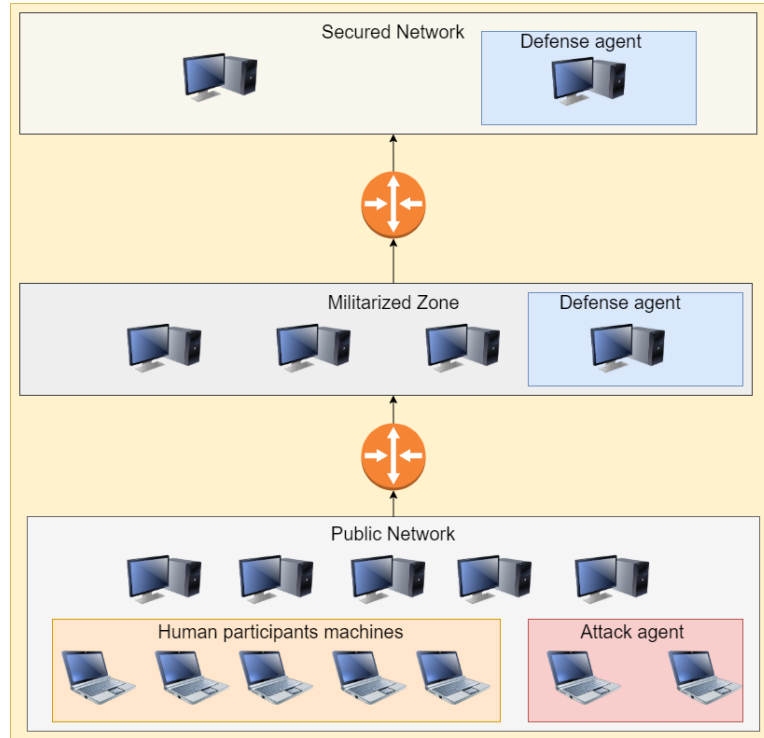 Secured Network
Defense agent
Militarized Zone
Defense agent
Public Network
Human participants machines
Attack agent